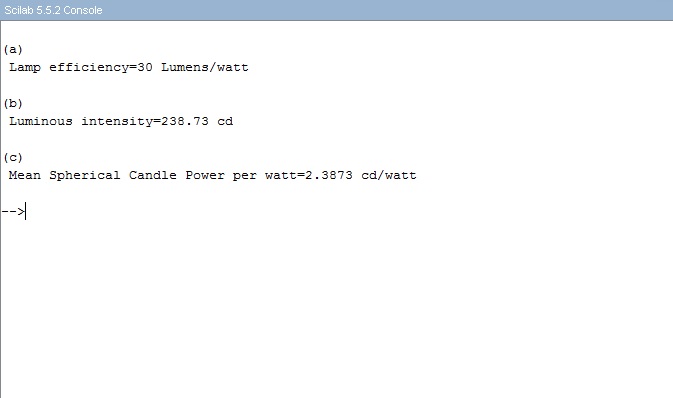 Scilab 5.5.2 Console
(a)
Lamp efficiency=30 Lumens/watt
(b)
Luminous intensity=238.73 cd
(c)
Mean Spherical Candle Power per watt=2.3873 cd/watt
-->